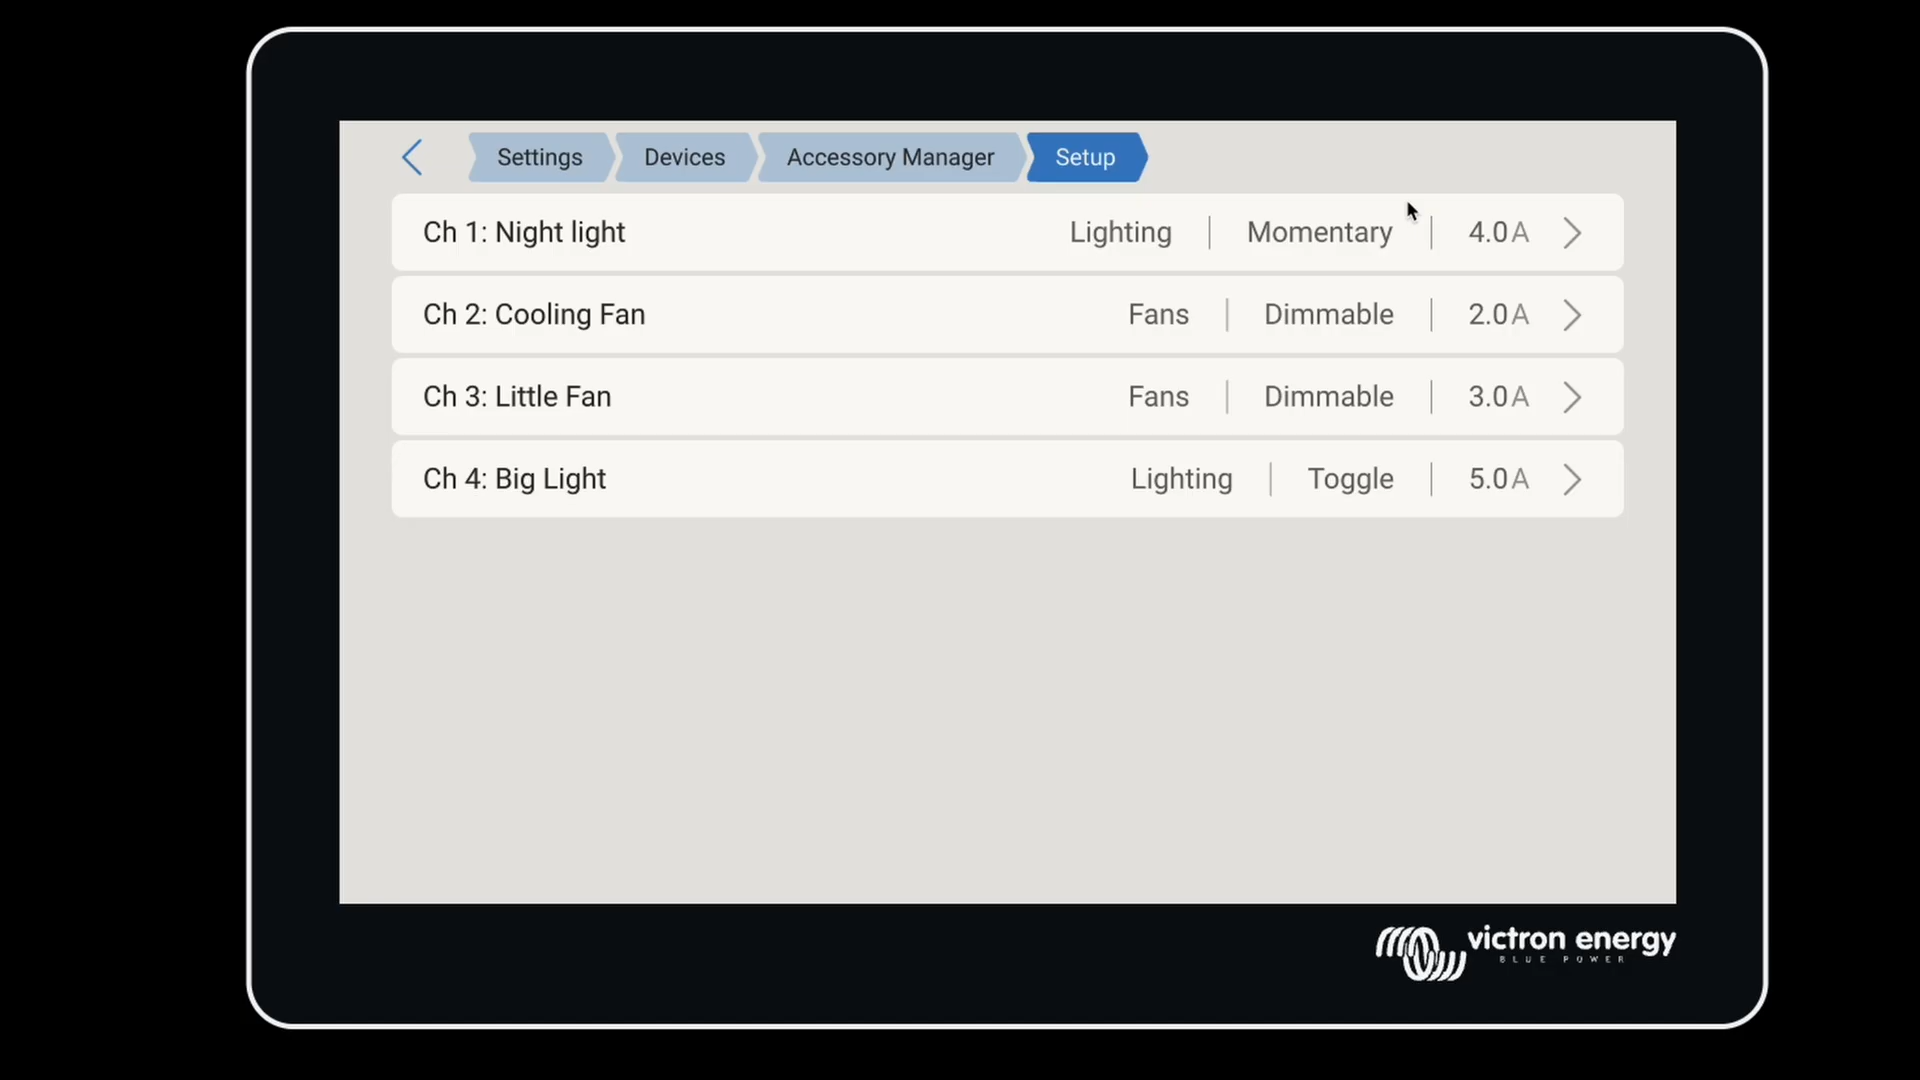 Settings Devices Accessory Manager Setup
Ch 1: Night light Lighting Momentary 4.0A
Ch 2: Cooling Fan Fans Dimmable 2.0A
Ch 3: Little Fan Fans Dimmable 3.0A
Ch 4: Big Light Lighting Toggle 5.0A
victron energy
BLUE POWER